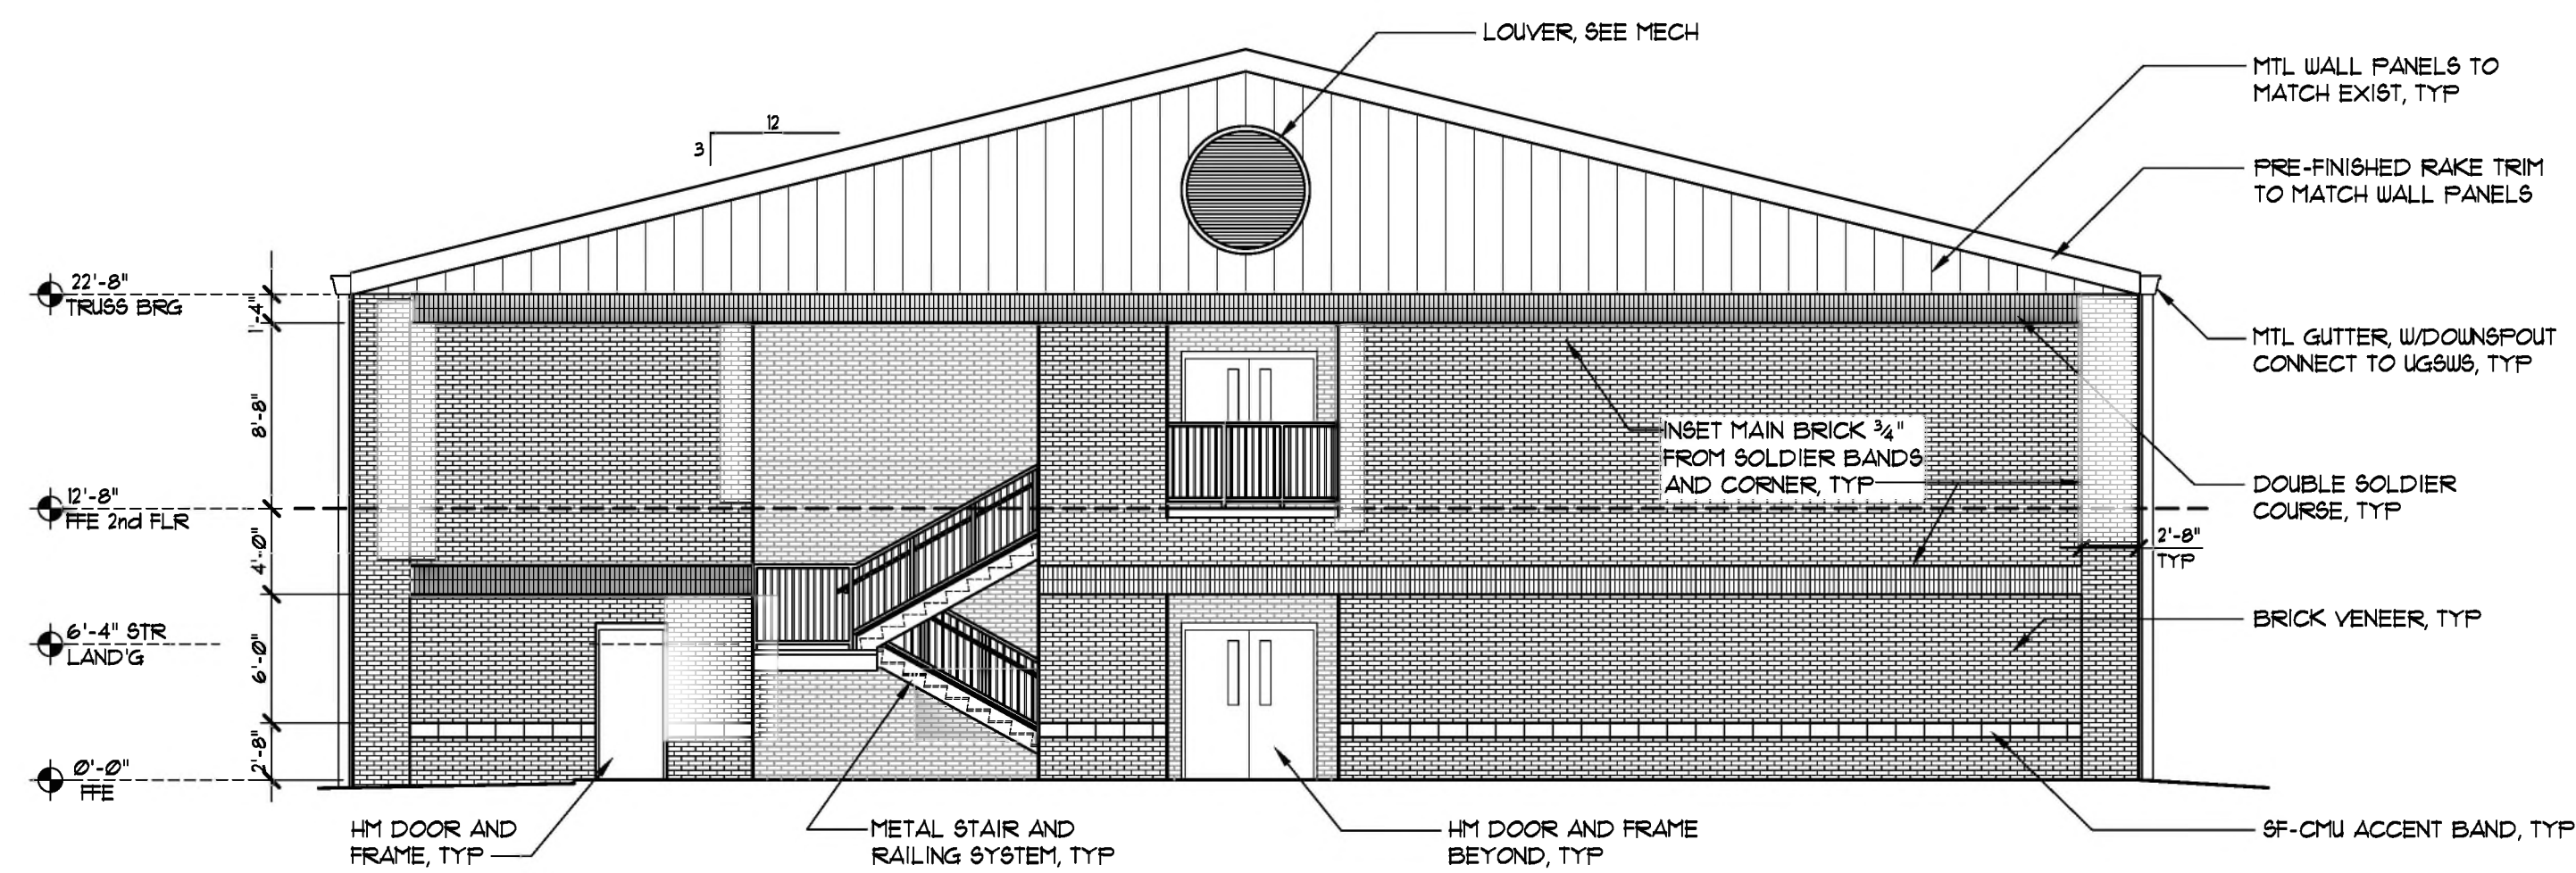 LOUVER, SEE MECH
MTL WALL PANELS TO
MATCH EXIST, TYP
12
3
PRE-FINISHED RAKE TRIM
TO MATCH WALL PANELS
22'-8"
TRUSS BRG
1'-4"
MTL GUTTER, W/DOWNSPOUT
CONNECT TO UGSWS, TYP
8'-8"
INSET MAIN BRICK 3/4"
FROM SOLDIER BANDS
AND CORNER, TYP
DOUBLE SOLDIER
COURSE, TYP
12'-8"
FFE 2nd FLR
4'-0"
2'-8"
TYP
BRICK VENEER, TYP
6'-4" STR
LAND'G
6'-0"
2'-8"
0'-0"
FFE
HM DOOR AND
FRAME, TYP
METAL STAIR AND
RAILING SYSTEM, TYP
HM DOOR AND FRAME
BEYOND, TYP
SF-CMU ACCENT BAND, TYP